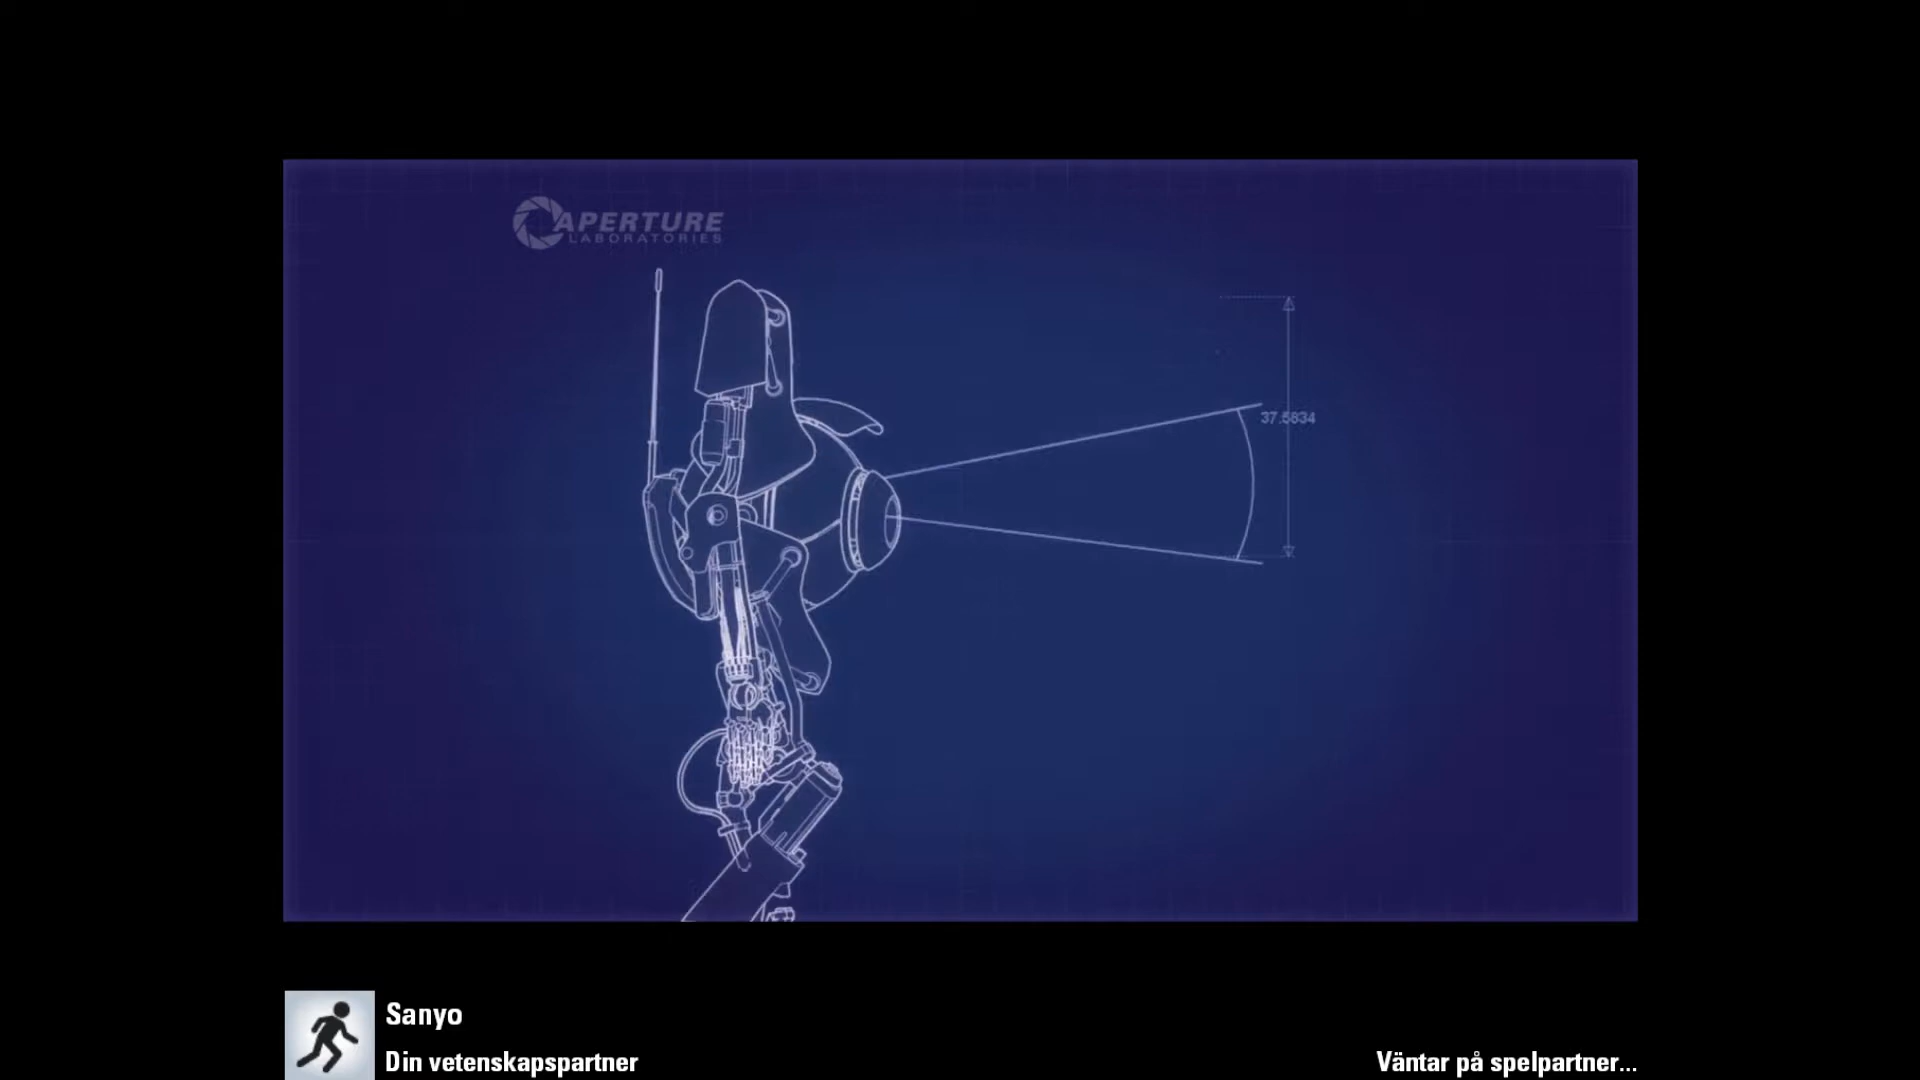 APERTURE
LABORATORIES
37.5834
Sanyo
Din vetenskapspartner
Väntar på spelpartner...